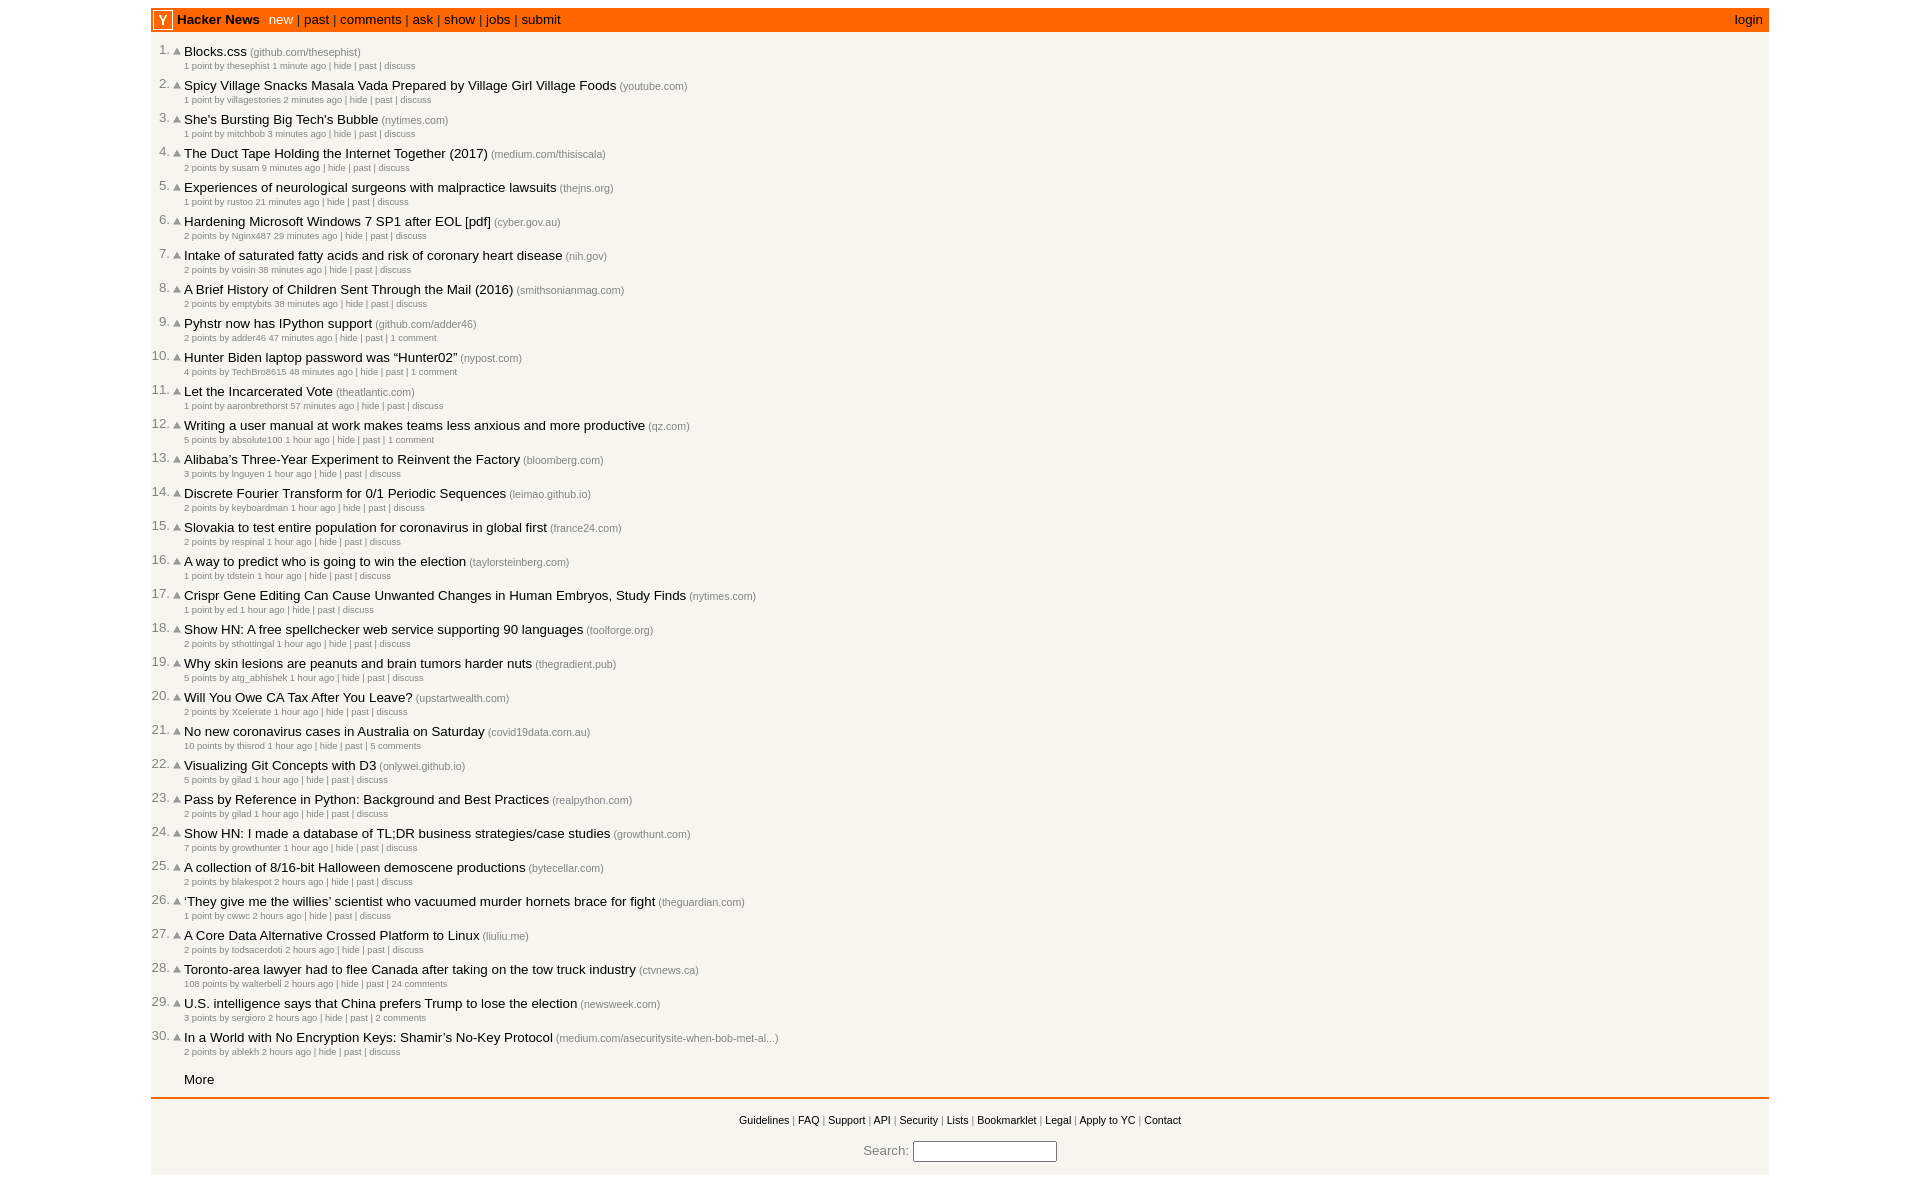 Y Hacker News new | past | comments | ask | show | jobs | submit login
1. Blocks.css (github.com/thesephist)
1 point by thesephist 1 minute ago | hide | past | discuss
2. Spicy Village Snacks Masala Vada Prepared by Village Girl Village Foods (youtube.com)
1 point by villagestories 2 minutes ago | hide | past | discuss
3. She's Bursting Big Tech's Bubble (nytimes.com)
1 point by mitchbob 3 minutes ago | hide | past | discuss
4. The Duct Tape Holding the Internet Together (2017) (medium.com/thisiscala)
2 points by susam 9 minutes ago | hide | past | discuss
5. Experiences of neurological surgeons with malpractice lawsuits (thejns.org)
1 point by rustoo 21 minutes ago | hide | past | discuss
6. Hardening Microsoft Windows 7 SP1 after EOL [pdf] (cyber.gov.au)
2 points by Nginx487 29 minutes ago | hide | past | discuss
7. Intake of saturated fatty acids and risk of coronary heart disease (nih.gov)
2 points by voisin 38 minutes ago | hide | past | discuss
8. A Brief History of Children Sent Through the Mail (2016) (smithsonianmag.com)
2 points by emptybits 38 minutes ago | hide | past | discuss
9. Pyhstr now has IPython support (github.com/adder46)
2 points by adder46 47 minutes ago | hide | past | 1 comment
10. Hunter Biden laptop password was “Hunter02” (nypost.com)
4 points by TechBro8615 48 minutes ago | hide | past | 1 comment
11. Let the Incarcerated Vote (theatlantic.com)
1 point by aaronbrethorst 57 minutes ago | hide | past | discuss
12. Writing a user manual at work makes teams less anxious and more productive (qz.com)
5 points by absolute100 1 hour ago | hide | past | 1 comment
13. Alibaba’s Three-Year Experiment to Reinvent the Factory (bloomberg.com)
3 points by lnguyen 1 hour ago | hide | past | discuss
14. Discrete Fourier Transform for 0/1 Periodic Sequences (leimao.github.io)
2 points by keyboardman 1 hour ago | hide | past | discuss
15. Slovakia to test entire population for coronavirus in global first (france24.com)
2 points by respinal 1 hour ago | hide | past | discuss
16. A way to predict who is going to win the election (taylorsteinberg.com)
1 point by tdstein 1 hour ago | hide | past | discuss
17. Crispr Gene Editing Can Cause Unwanted Changes in Human Embryos, Study Finds (nytimes.com)
1 point by ed 1 hour ago | hide | past | discuss
18. Show HN: A free spellchecker web service supporting 90 languages (toolforge.org)
2 points by sthottingal 1 hour ago | hide | past | discuss
19. Why skin lesions are peanuts and brain tumors harder nuts (thegradient.pub)
5 points by atg_abhishek 1 hour ago | hide | past | discuss
20. Will You Owe CA Tax After You Leave? (upstartwealth.com)
2 points by Xcelerate 1 hour ago | hide | past | discuss
21. No new coronavirus cases in Australia on Saturday (covid19data.com.au)
10 points by thisrod 1 hour ago | hide | past | 5 comments
22. Visualizing Git Concepts with D3 (onlywei.github.io)
5 points by gilad 1 hour ago | hide | past | discuss
23. Pass by Reference in Python: Background and Best Practices (realpython.com)
2 points by gilad 1 hour ago | hide | past | discuss
24. Show HN: I made a database of TL;DR business strategies/case studies (growthunt.com)
7 points by growthunter 1 hour ago | hide | past | discuss
25. A collection of 8/16-bit Halloween demoscene productions (bytecellar.com)
2 points by blakespot 2 hours ago | hide | past | discuss
26. ‘They give me the willies’ scientist who vacuumed murder hornets brace for fight (theguardian.com)
1 point by cwwc 2 hours ago | hide | past | discuss
27. A Core Data Alternative Crossed Platform to Linux (liuliu.me)
2 points by todsacerdoti 2 hours ago | hide | past | discuss
28. Toronto-area lawyer had to flee Canada after taking on the tow truck industry (ctvnews.ca)
108 points by walterbell 2 hours ago | hide | past | 24 comments
29. U.S. intelligence says that China prefers Trump to lose the election (newsweek.com)
3 points by sergioro 2 hours ago | hide | past | 2 comments
30. In a World with No Encryption Keys: Shamir’s No-Key Protocol (medium.com/asecuritysite-when-bob-met-al...)
2 points by ablekh 2 hours ago | hide | past | discuss
More
Guidelines | FAQ | Support | API | Security | Lists | Bookmarklet | Legal | Apply to YC | Contact
Search: